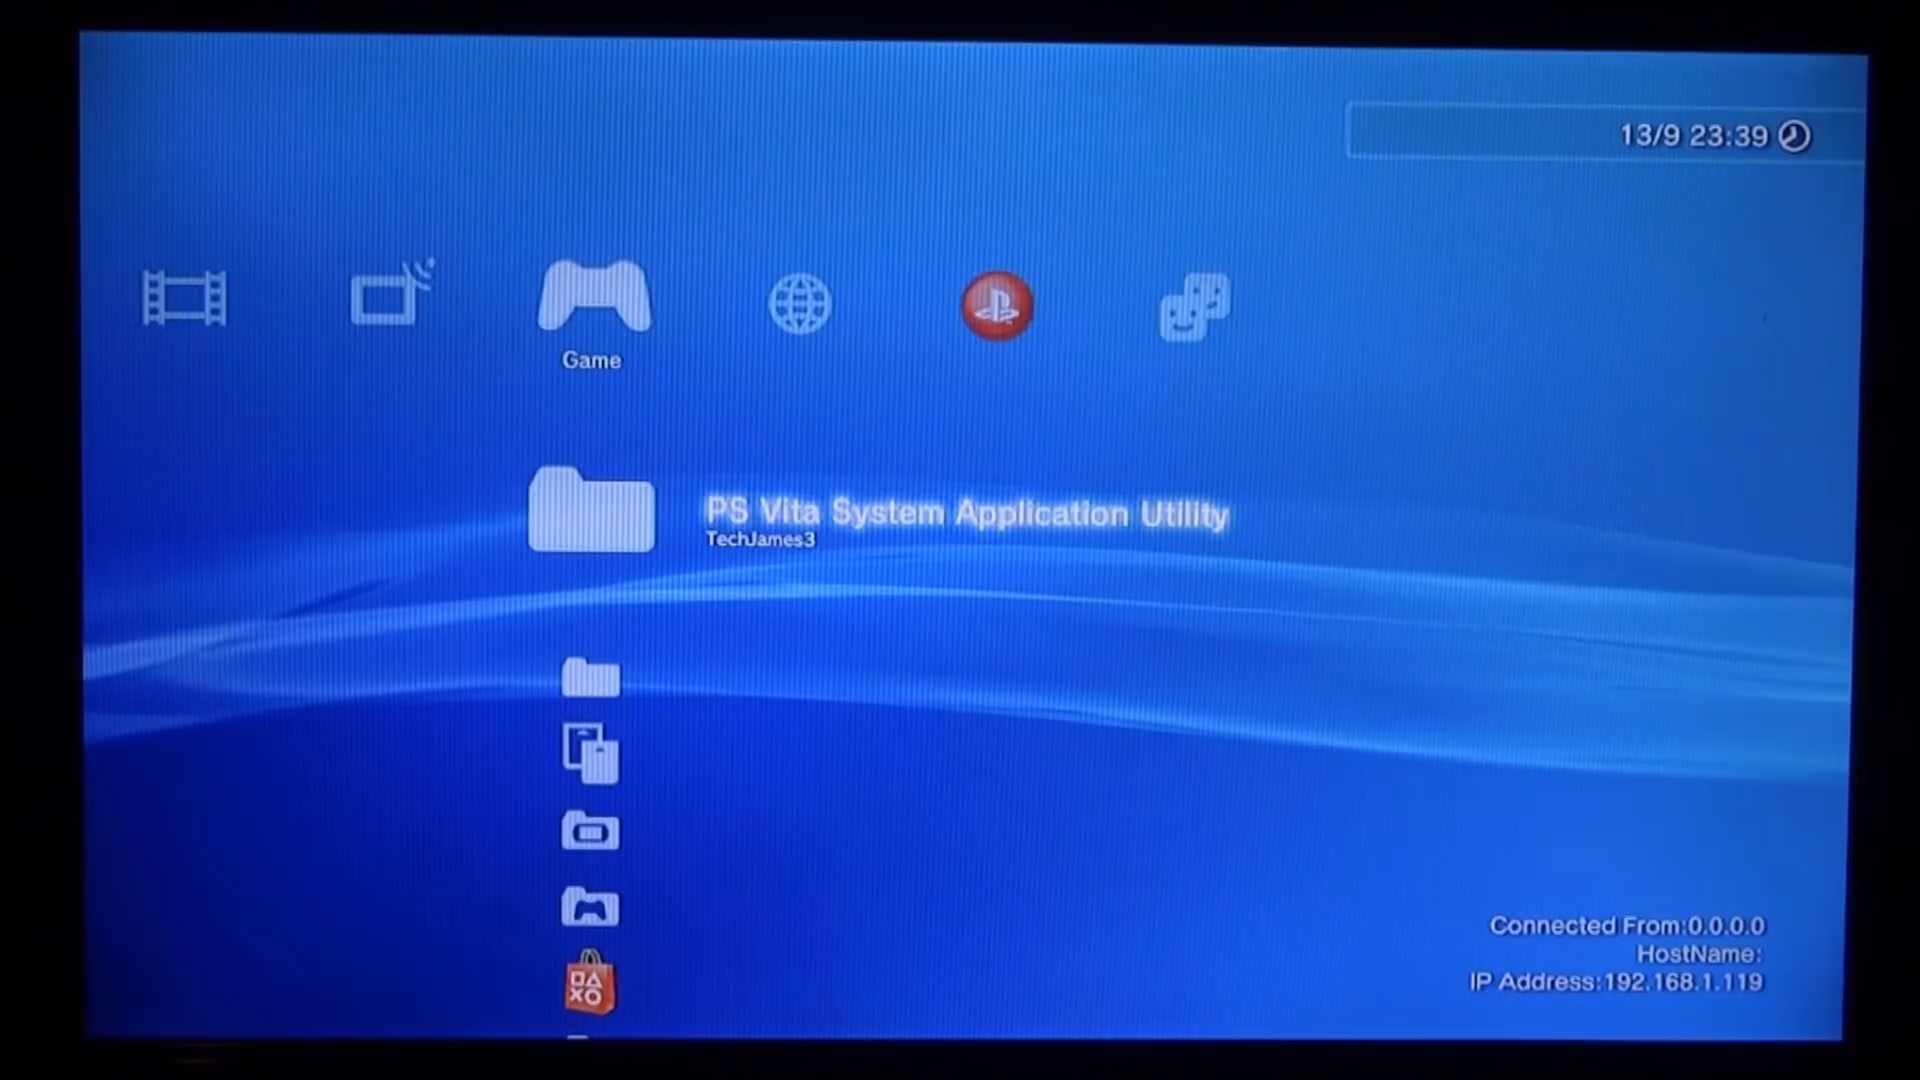 13/9 23:39
Game
PS Vita System Application Utility
TechJames3
Connected From:0.0.0.0
HostName:
IP Address:192.168.1.119